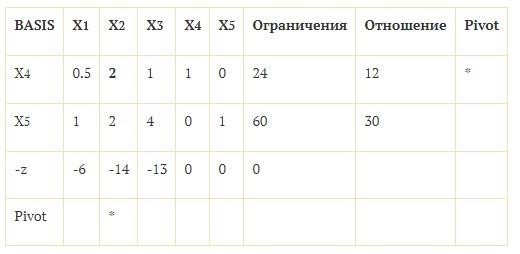 BASIS X1 X2 X3 X4 X5 Ограничения Отношение Pivot
X4 0.5 2 1 1 0 24 12 *
X5 1 2 4 0 1 60 30
-z -6 -14 -13 0 0 0
Pivot *